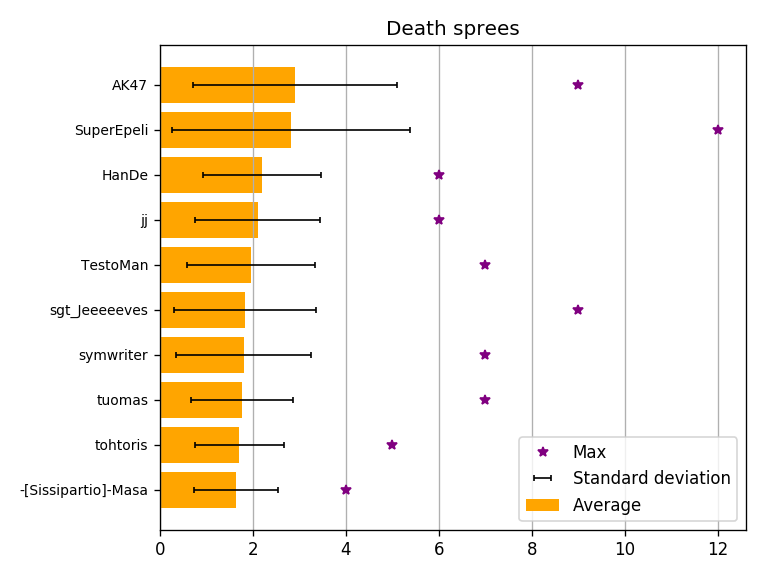 Death sprees
AK47
SuperEpeli
HanDe
jj
TestoMan
sgt_Jeeeeeves
symwriter
tuomas
tohtoris
-[Sissipartio]-Masa
Max
Standard deviation
Average
0 2 4 6 8 10 12